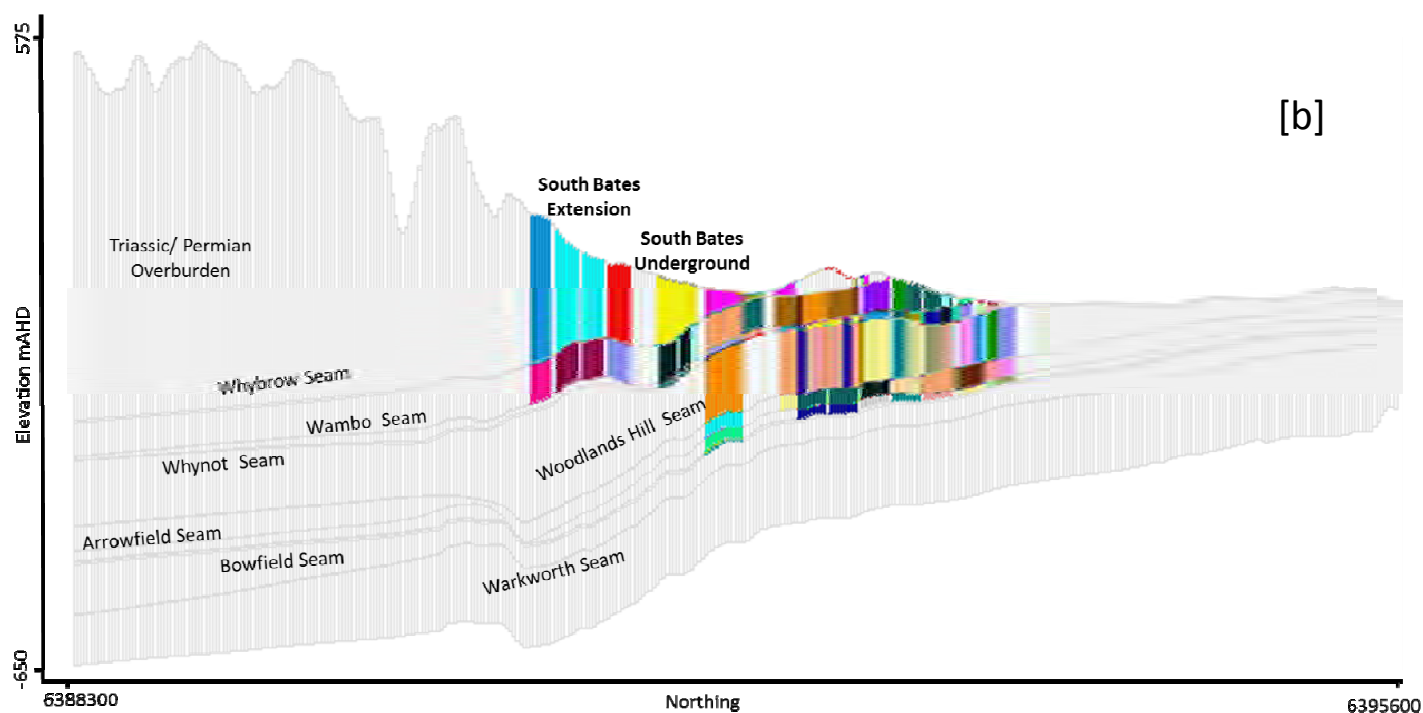 575
[b]
South Bates
Extension
South Bates
Underground
Triassic/ Permian
Overburden
Elevation mAHD
Whybrow Seam
Wambo Seam
Whynot Seam
Woodlands Hill Seam
Arrowfield Seam
Bowfield Seam
Warkworth Seam
-650
6388300
Northing
6395600